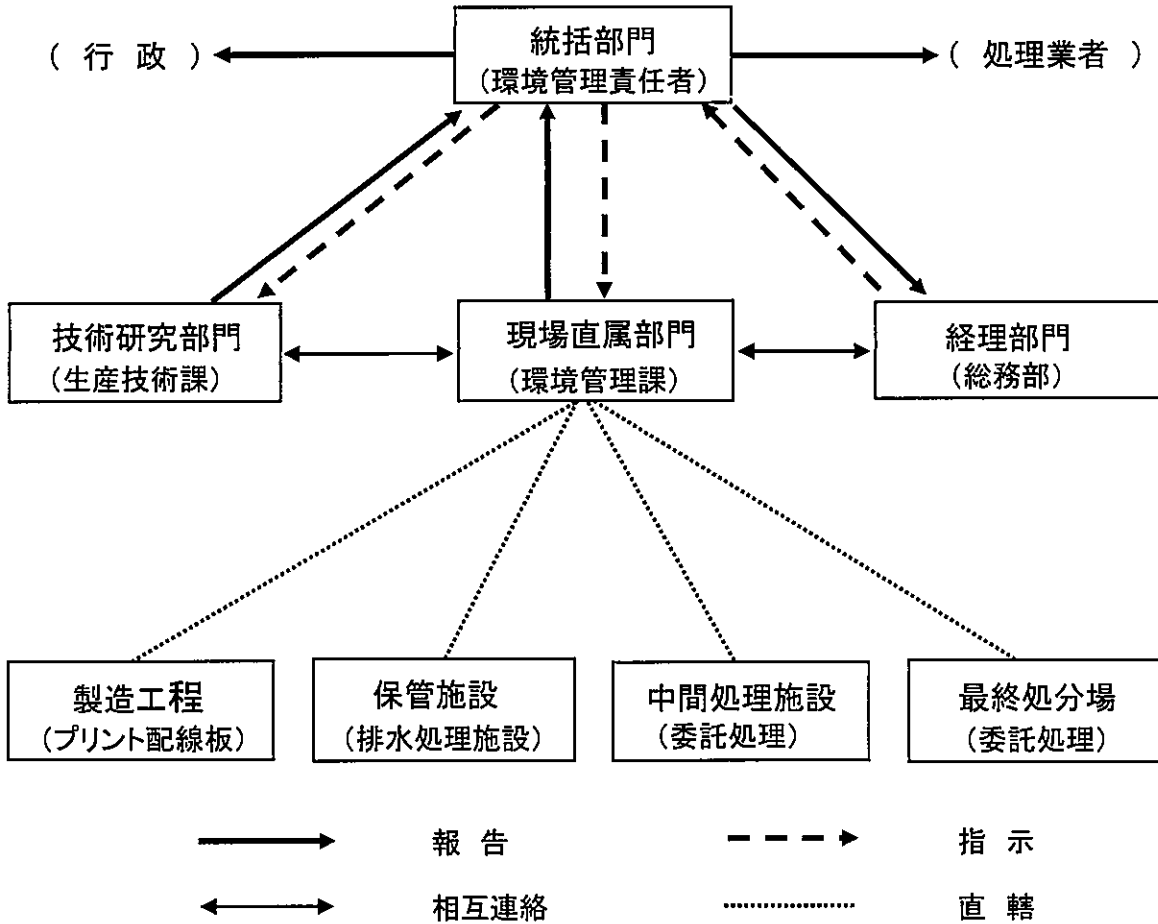 統括部門
(環境管理責任者)
( 行 政 )
( 処理業者 )
技術研究部門
(生産技術課)
現場直属部門
(環境管理課)
経理部門
(総務部)
製造工程
(プリント配線板)
保管施設
(排水処理施設)
中間処理施設
(委託処理)
最終処分場
(委託処理)
報 告
指 示
相互連絡
直 轄